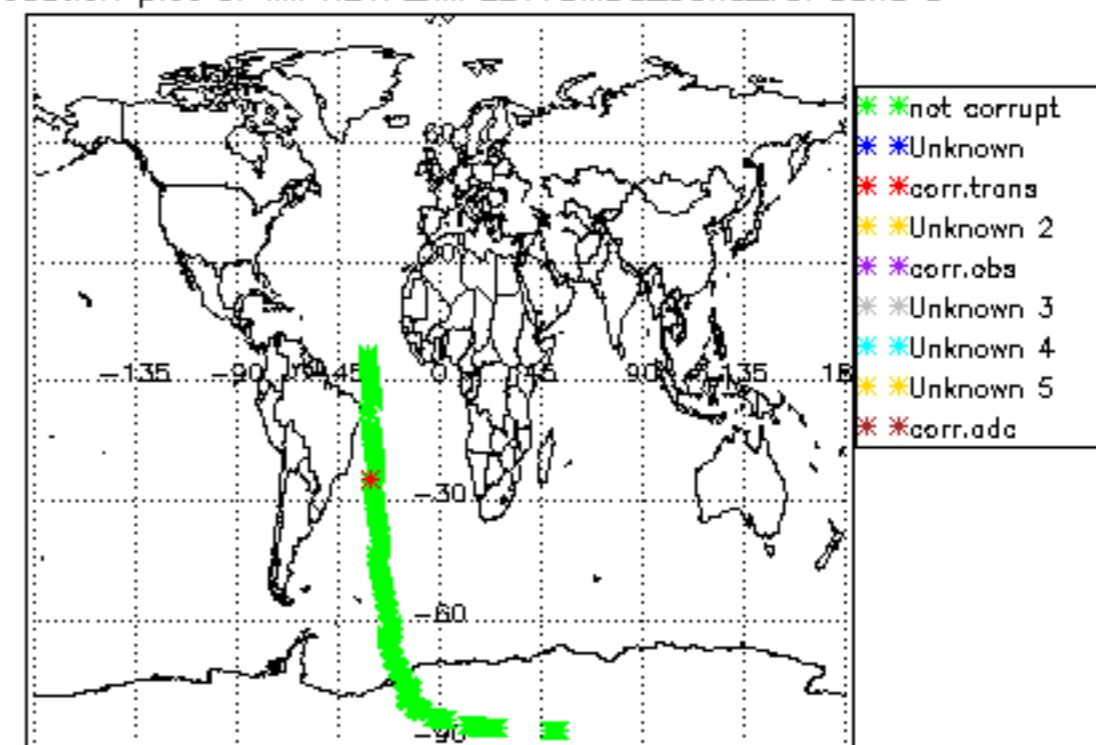 60
-135
-90
45
0
45
90
135
-30
-60
-90
not corrupt
Unknown
corr.trans
Unknown 2
corr.obs
Unknown 3
Unknown 4
Unknown 5
corr.adc